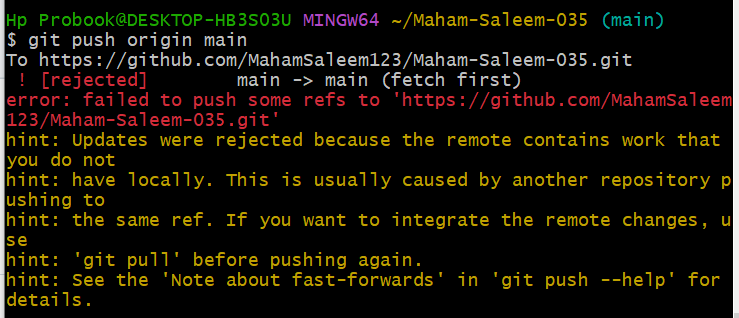 Hp Probook@DESKTOP-HB3SO3U MINGW64 ~/Maham-Saleem-035 (main)
$ git push origin main
To https://github.com/MahamSaleem123/Maham-Saleem-035.git
 ! [rejected]        main -> main (fetch first)
error: failed to push some refs to 'https://github.com/MahamSaleem
123/Maham-Saleem-035.git'
hint: Updates were rejected because the remote contains work that
you do not
hint: have locally. This is usually caused by another repository p
ushing to
hint: the same ref. If you want to integrate the remote changes, u
se
hint: 'git pull' before pushing again.
hint: See the 'Note about fast-forwards' in 'git push --help' for
details.